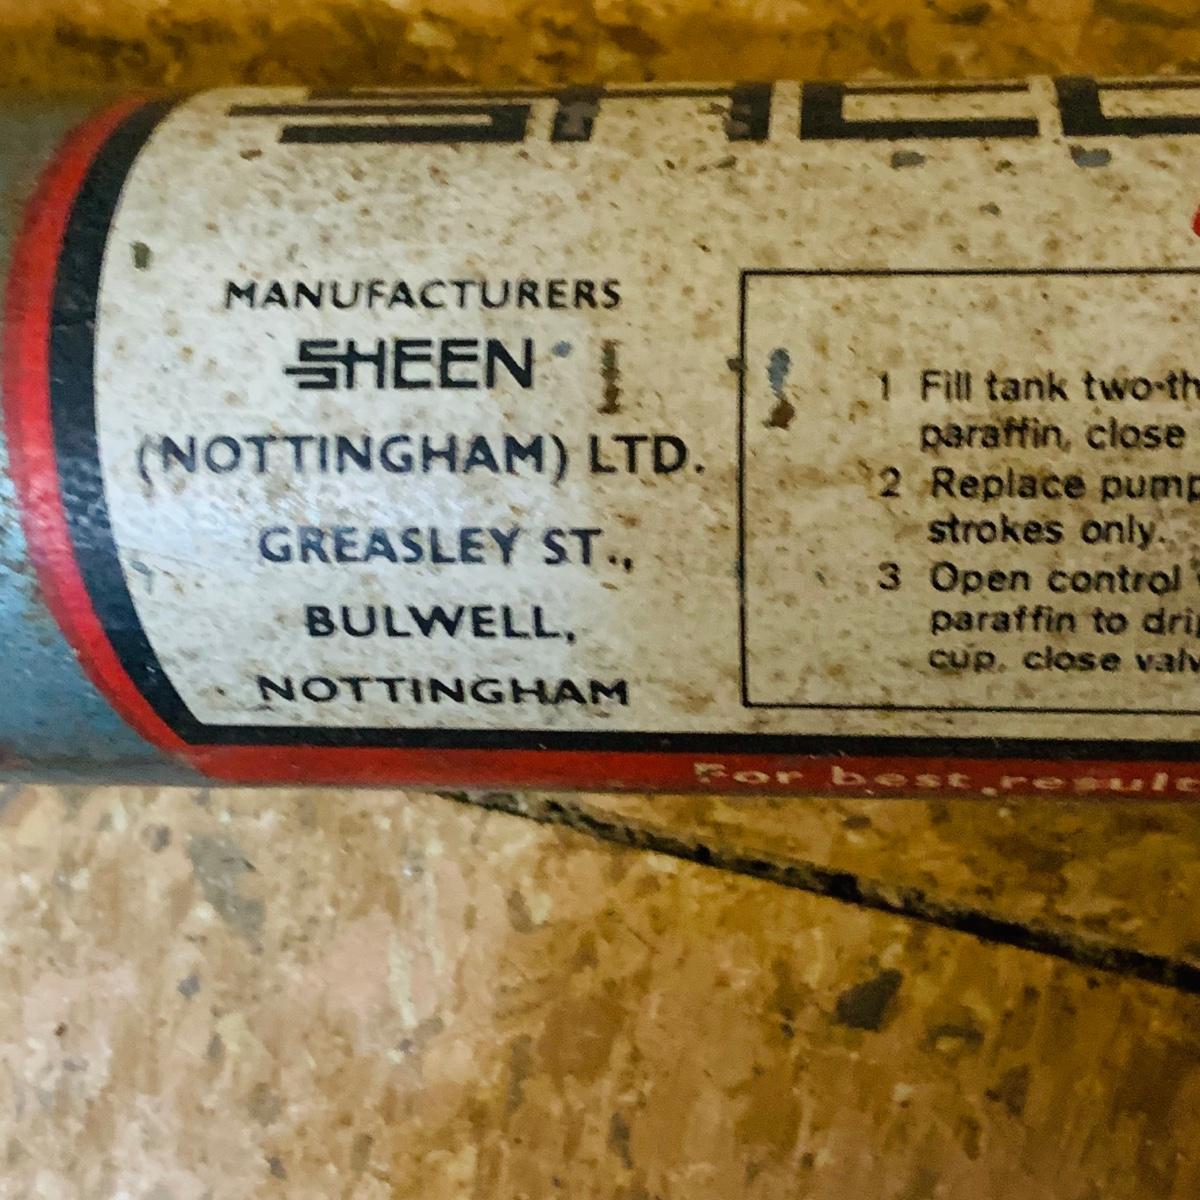 MANUFACTURERS
SHEEN
(NOTTINGHAM) LTD.
GREASLEY ST.,
BULWELL,
NOTTINGHAM
1 Fill tank two-th
paraffin, close
2 Replace pump
strokes only.
3 Open control
paraffin to drip
cup, close valv
For best result